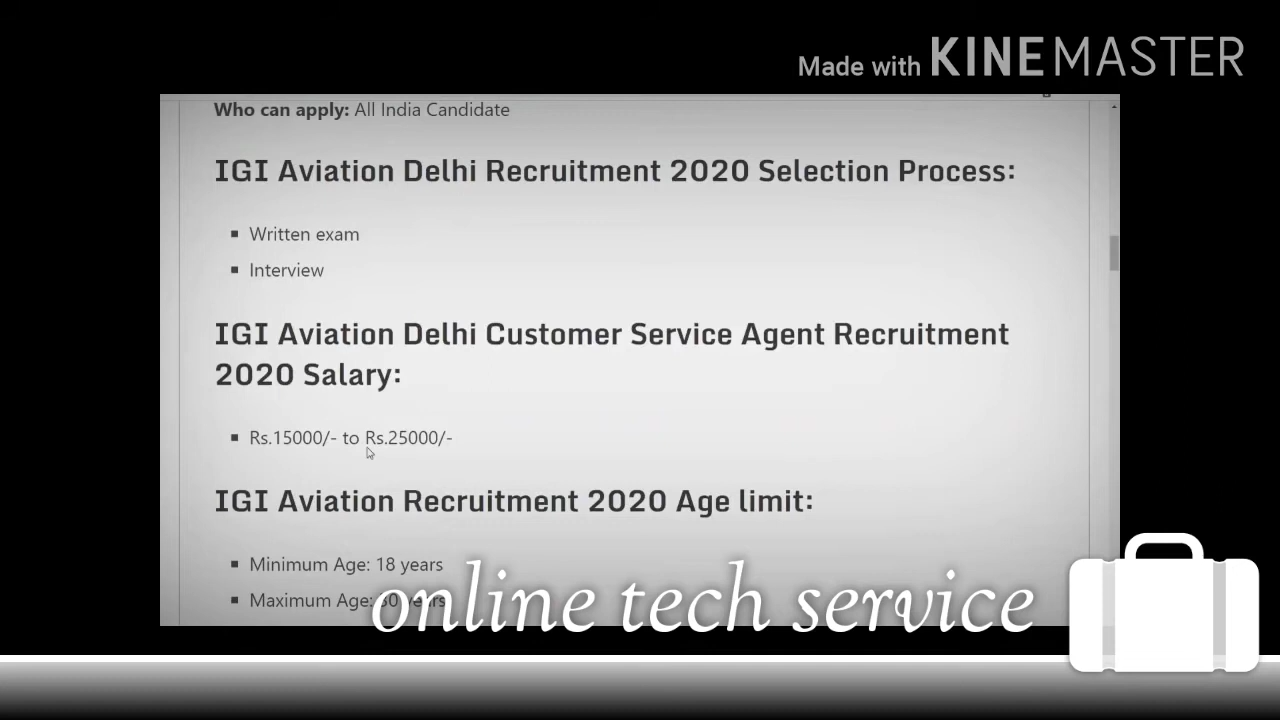 Made with KINEMASTER
Who can apply: All India Candidate
IGI Aviation Delhi Recruitment 2020 Selection Process:
Written exam
Interview
IGI Aviation Delhi Customer Service Agent Recruitment
2020 Salary:
Rs.15000/- to Rs.25000/-
IGI Aviation Recruitment 2020 Age limit:
Minimum Age: 18 years
Maximum Age: 30 years
online tech service